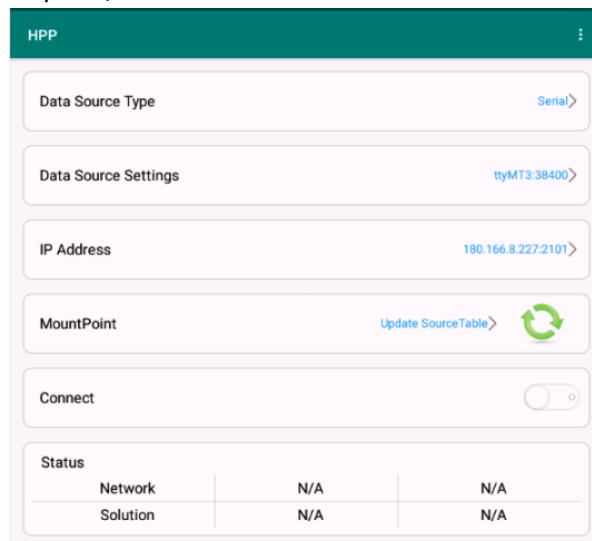 HPP
Data Source Type Serial
Data Source Settings ttyMT3:38400
IP Address 180.166.8.227:2101
MountPoint Update SourceTable
Connect
Status
Network N/A N/A
Solution N/A N/A